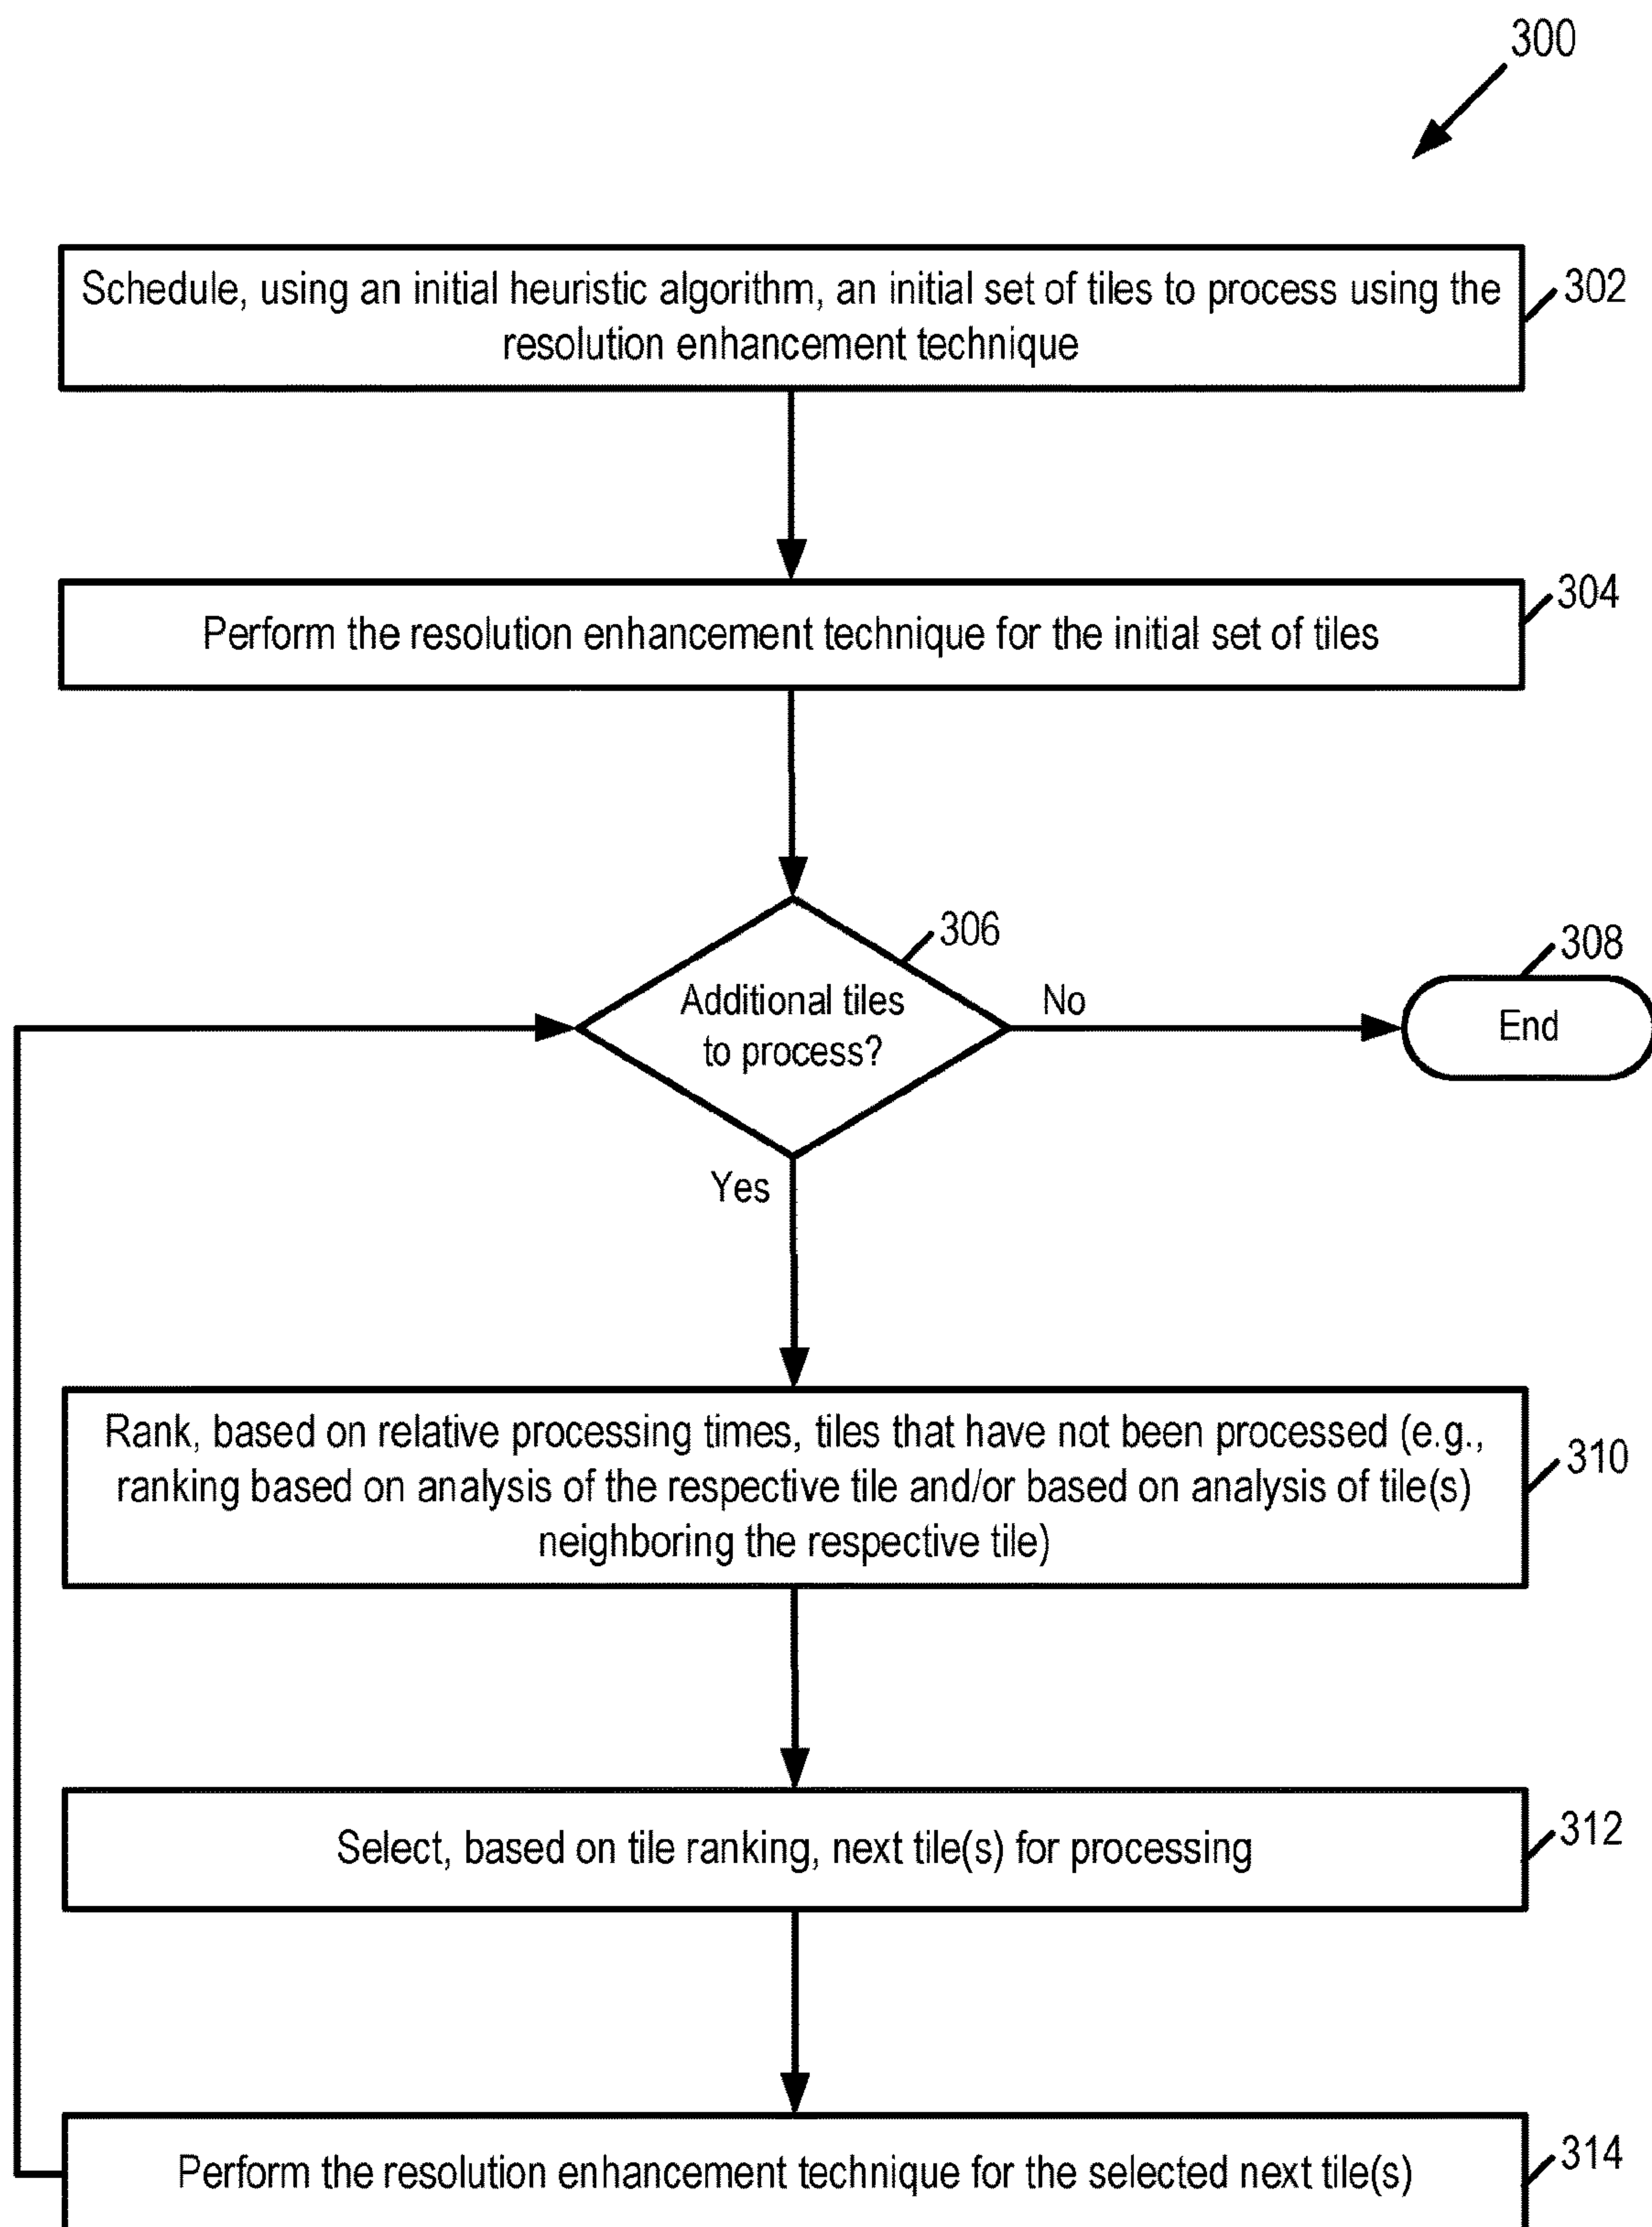 300
Schedule, using an initial heuristic algorithm, an initial set of tiles to process using the
resolution enhancement technique
302
Perform the resolution enhancement technique for the initial set of tiles
304
306
Additional tiles
to process?
No
308
End
Yes
Rank, based on relative processing times, tiles that have not been processed (e.g.,
ranking based on analysis of the respective tile and/or based on analysis of tile(s)
neighboring the respective tile)
310
Select, based on tile ranking, next tile(s) for processing
312
Perform the resolution enhancement technique for the selected next tile(s)
314